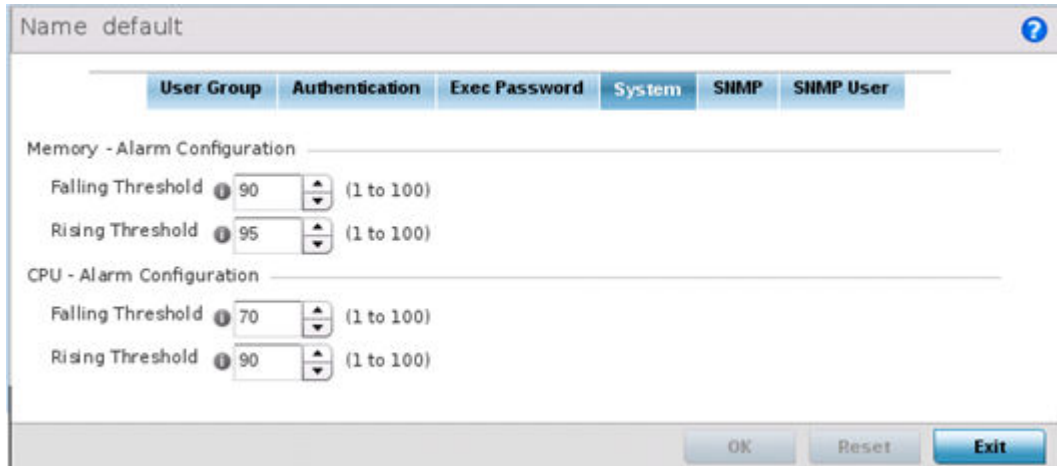 Name default
?
User Group Authentication Exec Password System SNMP SNMP User
Memory - Alarm Configuration
Falling Threshold i 90 (1 to 100)
Rising Threshold i 95 (1 to 100)
CPU - Alarm Configuration
Falling Threshold i 70 (1 to 100)
Rising Threshold i 90 (1 to 100)
OK Reset Exit